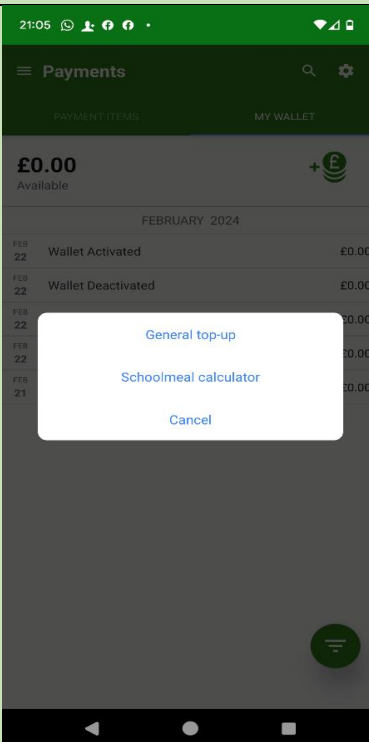 21:05
Payments
PAYMENT ITEMS MY WALLET
£0.00
Available
+£
FEBRUARY 2024
FEB
22 Wallet Activated £0.00
FEB
22 Wallet Deactivated £0.00
FEB
22 £0.00
General top-up
FEB
22 £0.00
Schoolmeal calculator
FEB
21 £0.00
Cancel